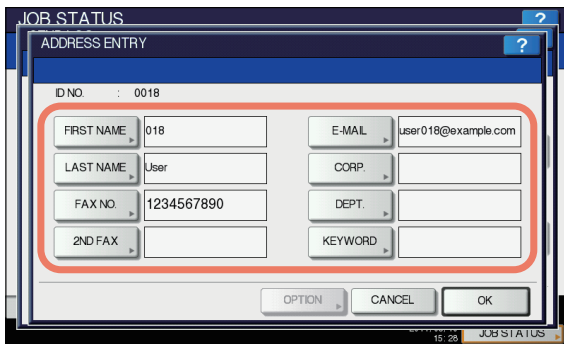 JOB STATUS
?
ADDRESS ENTRY
?
ID NO. : 0018
FIRST NAME 018
E-MAIL user018@example.com
LAST NAME User
CORP.
FAX NO. 1234567890
DEPT.
2ND FAX
KEYWORD
OPTION
CANCEL
OK
15:28
JOB STATUS